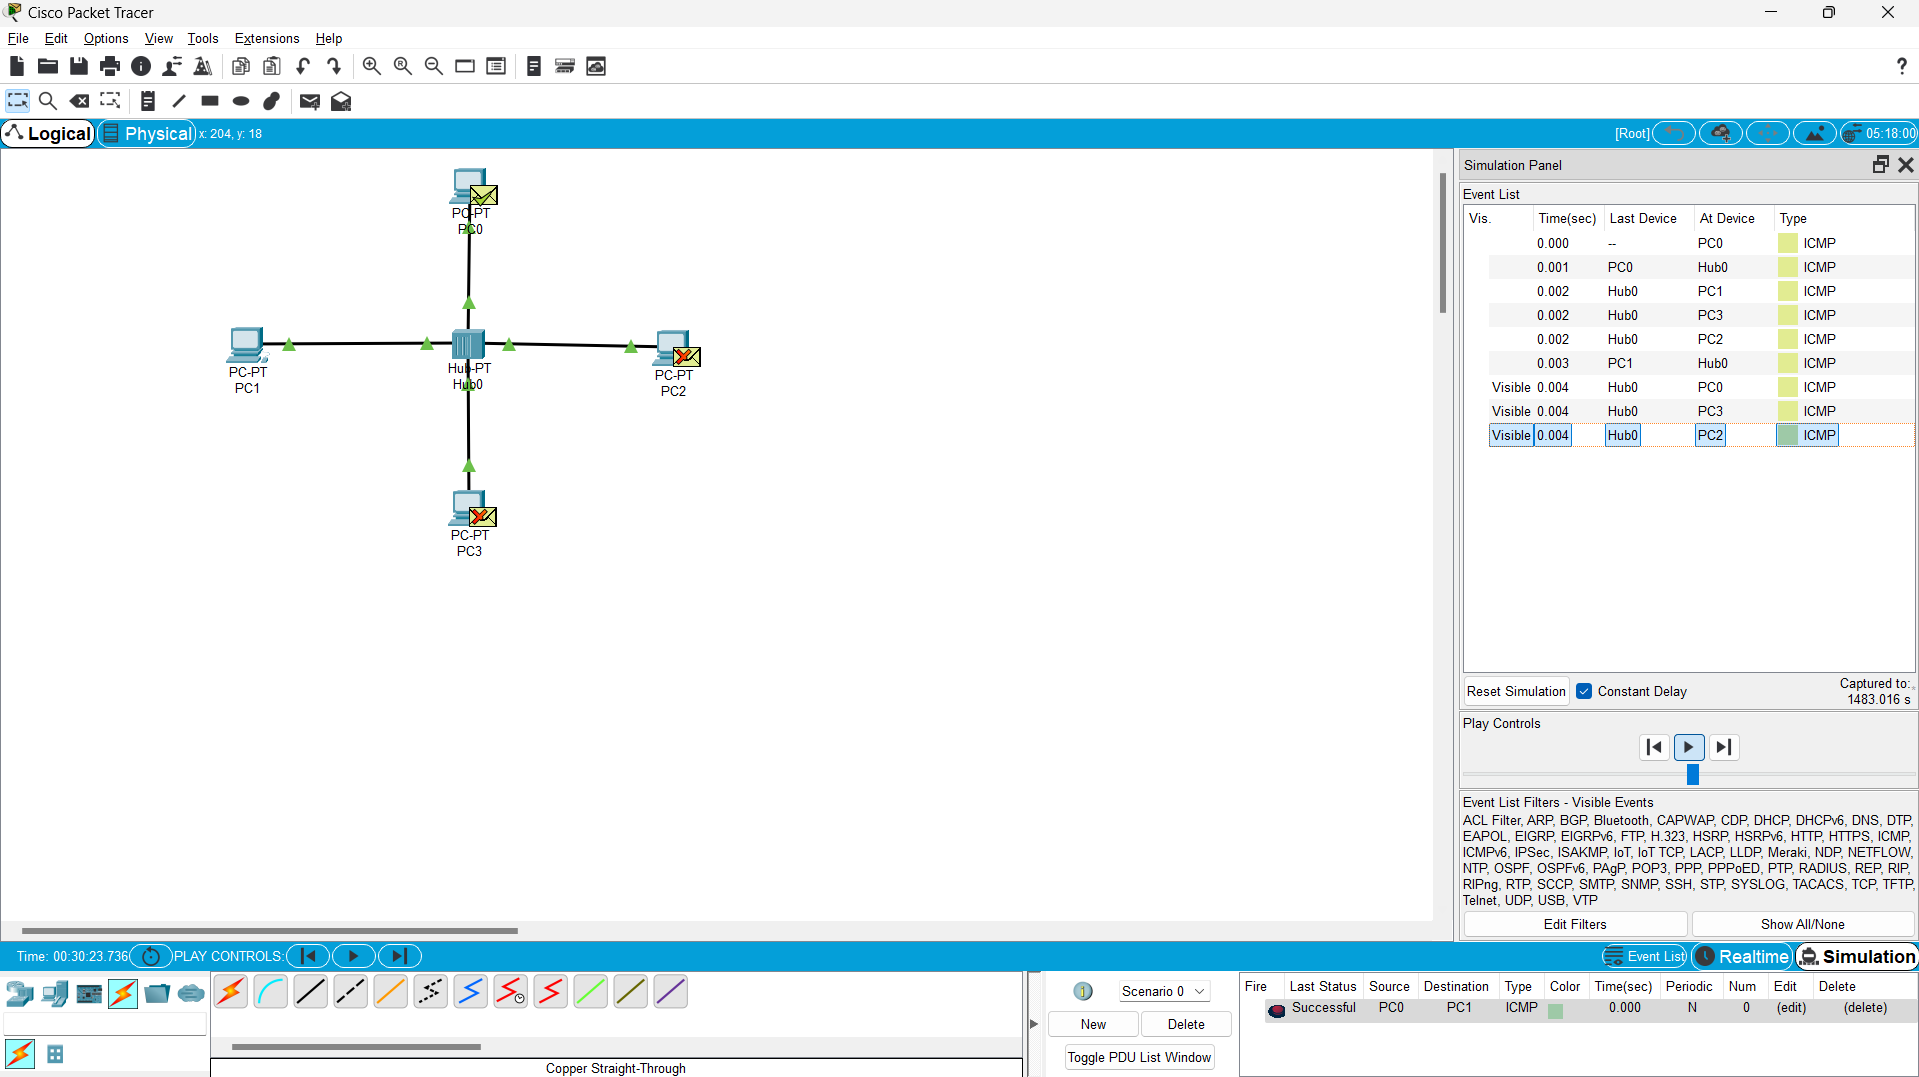 Cisco Packet Tracer
File Edit Options View Tools Extensions Help
Logical Physical x: 204, y: 18 [Root] 05:18:00
PC-PT
PC0
PC-PT
PC1
Hub-PT
Hub0
PC-PT
PC2
PC-PT
PC3
Simulation Panel
Event List
Vis. Time(sec) Last Device At Device Type
0.000 -- PC0 ICMP
0.001 PC0 Hub0 ICMP
0.002 Hub0 PC1 ICMP
0.002 Hub0 PC3 ICMP
0.002 Hub0 PC2 ICMP
0.003 PC1 Hub0 ICMP
Visible 0.004 Hub0 PC0 ICMP
Visible 0.004 Hub0 PC3 ICMP
Visible 0.004 Hub0 PC2 ICMP
Reset Simulation Constant Delay Captured to:
1483.016 s
Play Controls
Event List Filters - Visible Events
ACL Filter, ARP, BGP, Bluetooth, CAPWAP, CDP, DHCP, DHCPv6, DNS, DTP,
EAPOL, EIGRP, EIGRPv6, FTP, H.323, HSRP, HSRPv6, HTTP, HTTPS, ICMP,
ICMPv6, IPSec, ISAKMP, IoT, IoT TCP, LACP, LLDP, Meraki, NDP, NETFLOW,
NTP, OSPF, OSPFv6, PAgP, POP3, PPP, PPPoED, PTP, RADIUS, REP, RIP,
RIPng, RTP, SCCP, SMTP, SNMP, SSH, STP, SYSLOG, TACACS, TCP, TFTP,
Telnet, UDP, USB, VTP
Edit Filters Show All/None
Time: 00:30:23.736 PLAY CONTROLS: Event List Realtime Simulation
Copper Straight-Through
Scenario 0
New Delete
Toggle PDU List Window
Fire Last Status Source Destination Type Color Time(sec) Periodic Num Edit Delete
Successful PC0 PC1 ICMP 0.000 N 0 (edit) (delete)